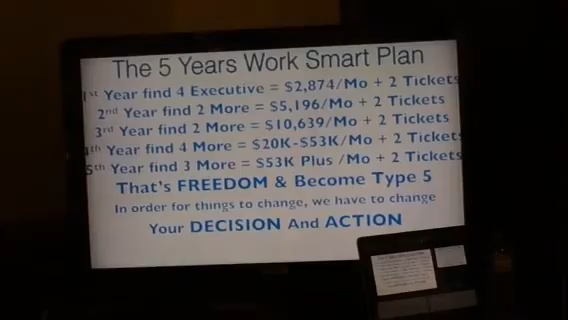 The 5 Years Work Smart Plan
1st Year find 4 Executive = $2,874/Mo + 2 Tickets
2nd Year find 2 More = $5,196/Mo + 2 Tickets
3rd Year find 2 More = $10,639/Mo + 2 Tickets
4th Year find 4 More = $20K-$53K/Mo + 2 Tickets
5th Year find 3 More = $53K Plus /Mo + 2 Tickets
That's FREEDOM & Become Type 5
In order for things to change, we have to change
Your DECISION And ACTION